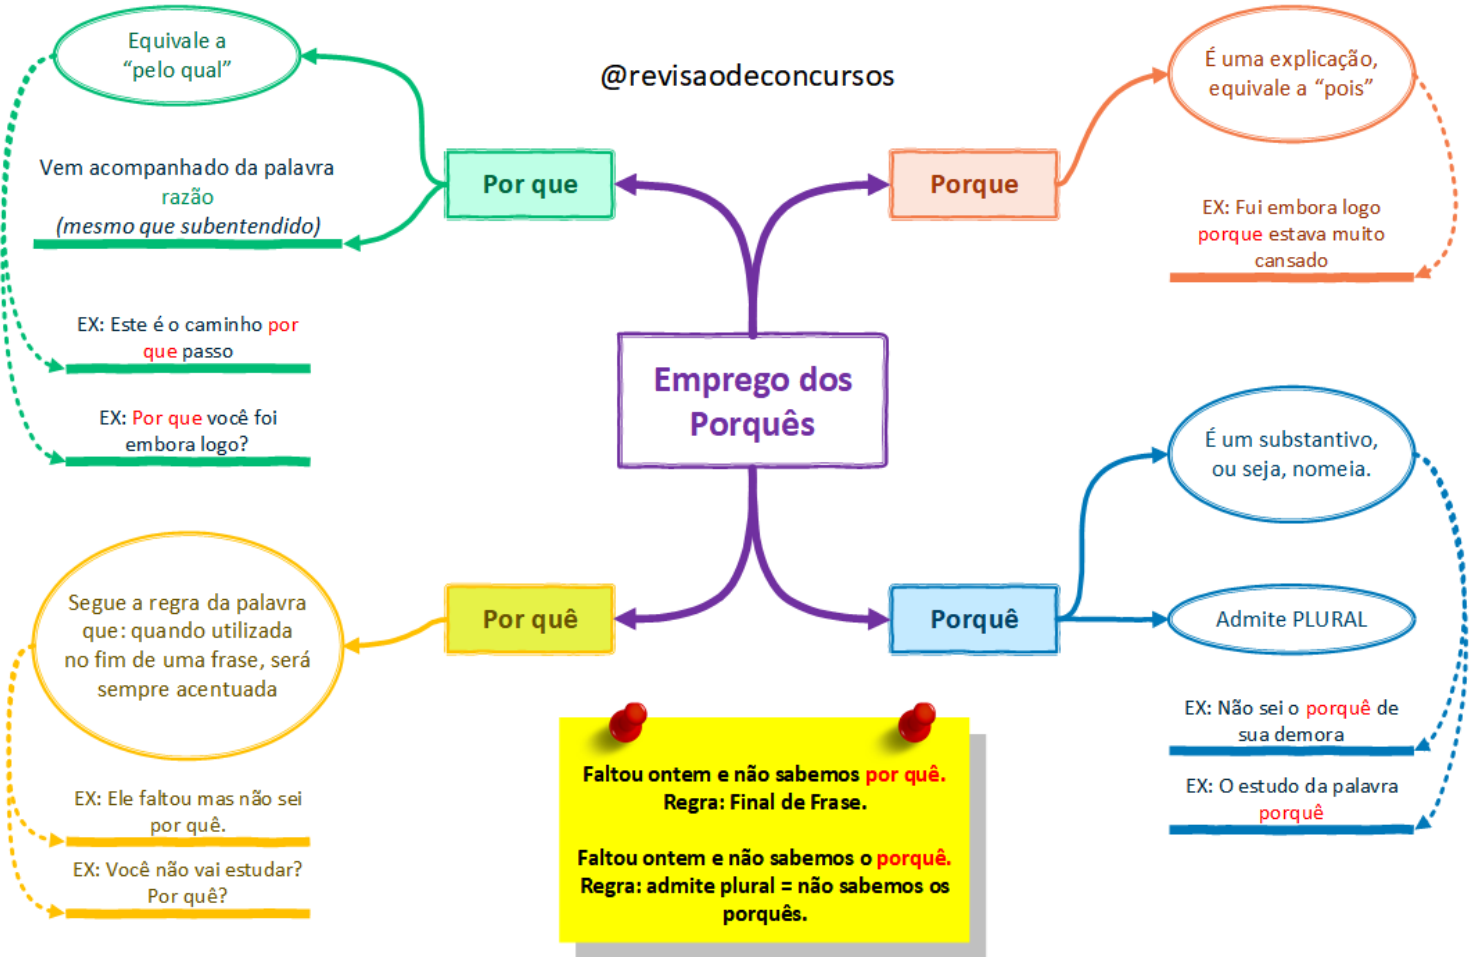 @revisaodeconcursos
Emprego dos
Porquês
Por que
Equivale a
“pelo qual”
Vem acompanhado da palavra
razão
(mesmo que subentendido)
EX: Este é o caminho por
que passo
EX: Por que você foi
embora logo?
Porque
É uma explicação,
equivale a “pois”
EX: Fui embora logo
porque estava muito
cansado
Por quê
Segue a regra da palavra
que: quando utilizada
no fim de uma frase, será
sempre acentuada
EX: Ele faltou mas não sei
por quê.
EX: Você não vai estudar?
Por quê?
Porquê
É um substantivo,
ou seja, nomeia.
Admite PLURAL
EX: Não sei o porquê de
sua demora
EX: O estudo da palavra
porquê
Faltou ontem e não sabemos por quê.
Regra: Final de Frase.
Faltou ontem e não sabemos o porquê.
Regra: admite plural = não sabemos os
porquês.